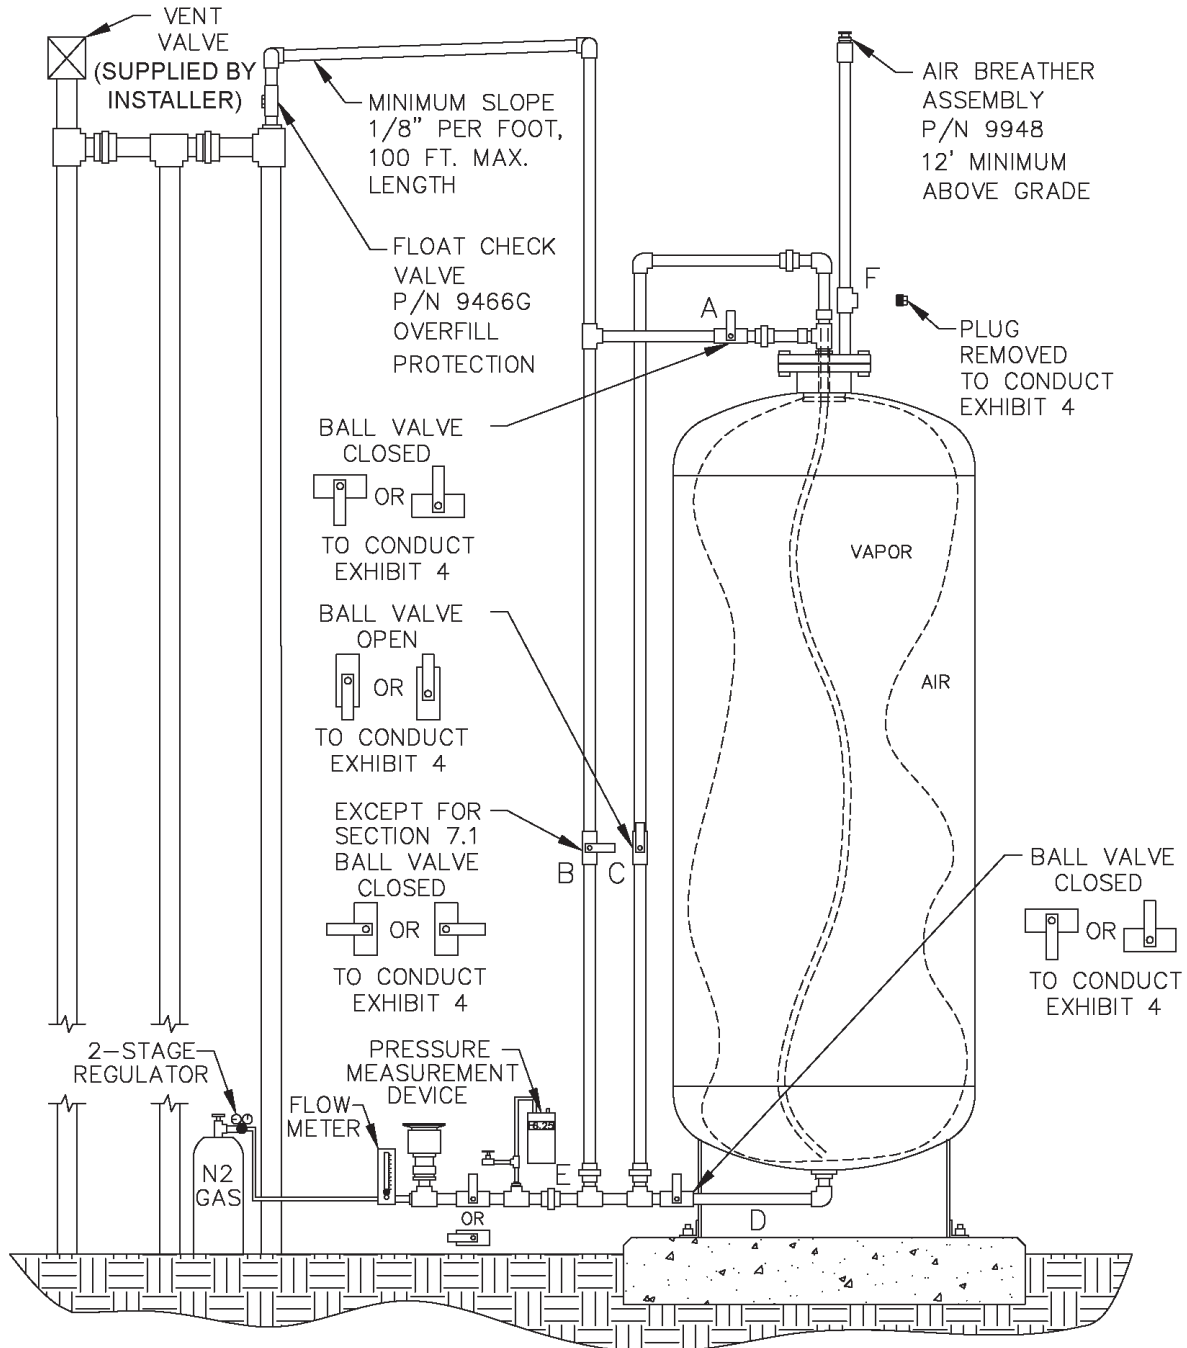 VENT
VALVE
(SUPPLIED BY
INSTALLER)
MINIMUM SLOPE
1/8" PER FOOT,
100 FT. MAX.
LENGTH
AIR BREATHER
ASSEMBLY
P/N 9948
12' MINIMUM
ABOVE GRADE
FLOAT CHECK
VALVE
P/N 9466G
OVERFILL
PROTECTION
A
F
PLUG
REMOVED
TO CONDUCT
EXHIBIT 4
BALL VALVE
CLOSED
OR
TO CONDUCT
EXHIBIT 4
VAPOR
AIR
BALL VALVE
OPEN
OR
TO CONDUCT
EXHIBIT 4
EXCEPT FOR
SECTION 7.1
BALL VALVE
CLOSED
OR
TO CONDUCT
EXHIBIT 4
B
C
BALL VALVE
CLOSED
OR
TO CONDUCT
EXHIBIT 4
2-STAGE
REGULATOR
PRESSURE
MEASUREMENT
DEVICE
FLOW
METER
N2
GAS
E
OR
D